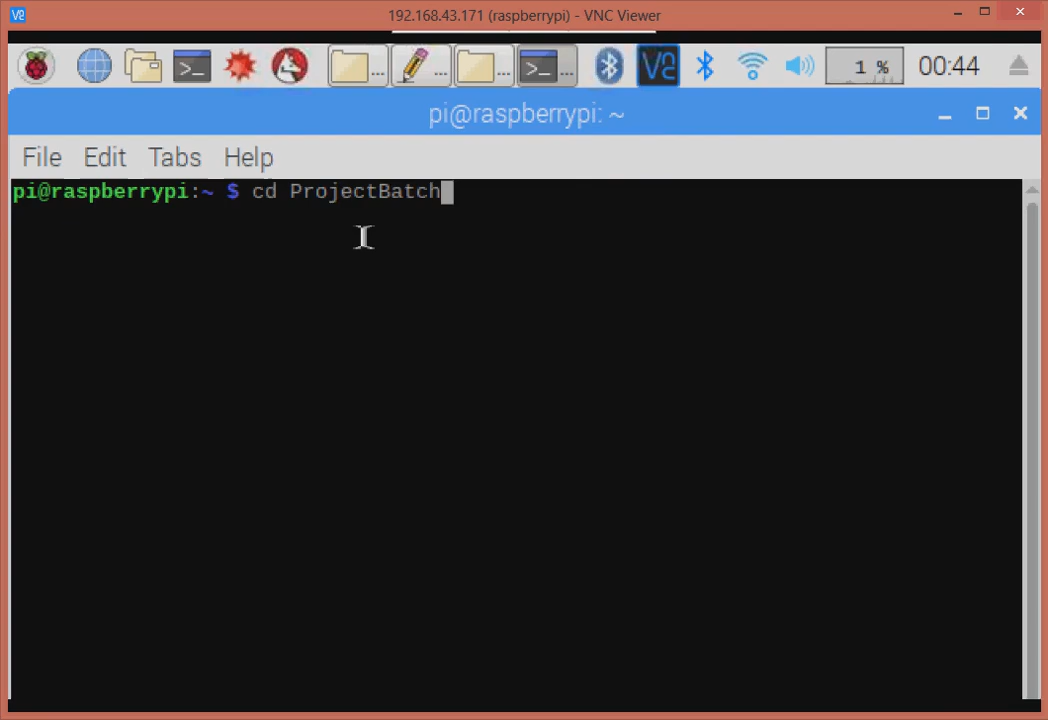 192.168.43.171 (raspberrypi) - VNC Viewer
1 % 00:44
pi@raspberrypi: ~
File Edit Tabs Help
pi@raspberrypi:~ $ cd ProjectBatch